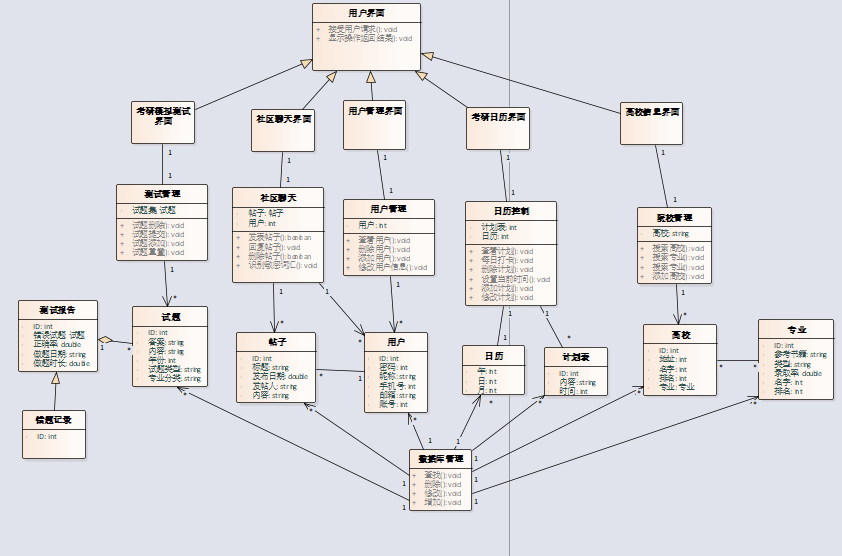 用户界面
+ 接受用户请求(): void
+ 显示操作返回结果(): void
考研模拟测试
界面
社区聊天界面
用户管理界面
考研日历界面
高校信息界面
1
1
1
1
1
1
1
1
1
1
测试管理
- 试题集: 试题
+ 试题删除(): void
+ 试题提交(): void
+ 试题添加(): void
+ 试题重置(): void
社区聊天
- 帖子: 帖子
- 用户: int
+ 发表帖子(): boolean
+ 回复帖子(): void
+ 删除帖子(): boolean
+ 识别敏感词汇(): void
用户管理
- 用户: int
+ 查看用户(): void
+ 删除用户(): void
+ 添加用户(): void
+ 修改用户信息(): void
日历控制
- 计划表: int
- 日历: int
+ 查看计划(): void
+ 每日打卡(): void
+ 删除计划(): void
+ 设置当前时间(): void
+ 添加计划(): void
+ 修改计划(): void
院校管理
- 高校: string
+ 搜索高校(): void
+ 搜索专业(): void
+ 搜索专业(): void
+ 添加高校(): void
1
*
1
*
1
*
1
*
1
*
1
*
1
*
测试报告
- ID: int
- 错误试题: 试题
- 正确率: double
- 做题日期: string
- 做题时长: double
1
*
试题
- ID: int
- 答案: string
- 内容: string
- 年份: int
- 试题类型: string
- 专业分类: string
帖子
- ID: int
- 标题: string
- 发布日期: double
- 发帖人: string
- 内容: string
*
1
用户
- ID: int
- 密码: int
- 昵称: string
- 手机号: int
- 邮箱: string
- 账号: int
日历
- 年: int
- 日: int
- 月: int
计划表
- ID: int
- 内容: string
- 时间: int
高校
- ID: int
- 地址: int
- 名字: int
- 排名: int
- 专业: 专业
*
*
专业
- ID: int
- 参考书籍: string
- 类型: string
- 录取率: double
- 名字: int
- 排名: int
错题记录
- ID: int
数据库管理
+ 查找(): void
+ 删除(): void
+ 修改(): void
+ 增加(): void
*
*
*
*
*
*
*
1
1
1
1
1
1
1